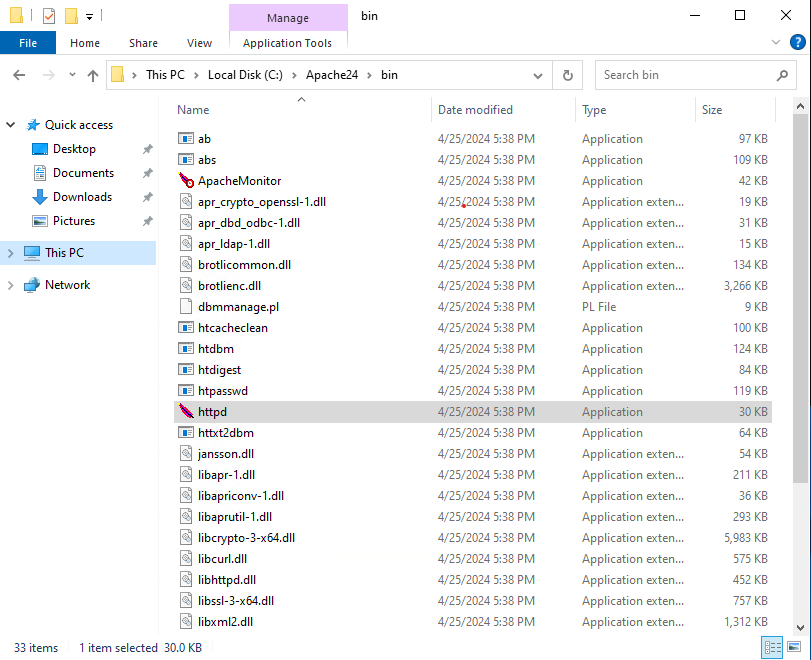 Manage
bin
File Home Share View Application Tools
This PC Local Disk (C:) Apache24 bin
Search bin
Quick access
Desktop
Documents
Downloads
Pictures
This PC
Network
Name Date modified Type Size
ab 4/25/2024 5:38 PM Application 97 KB
abs 4/25/2024 5:38 PM Application 109 KB
ApacheMonitor 4/25/2024 5:38 PM Application 42 KB
apr_crypto_openssl-1.dll 4/25/2024 5:38 PM Application exten... 19 KB
apr_dbd_odbc-1.dll 4/25/2024 5:38 PM Application exten... 31 KB
apr_ldap-1.dll 4/25/2024 5:38 PM Application exten... 15 KB
brotlicommon.dll 4/25/2024 5:38 PM Application exten... 134 KB
brotlienc.dll 4/25/2024 5:38 PM Application exten... 3,266 KB
dbmmanage.pl 4/25/2024 5:38 PM PL File 9 KB
htcacheclean 4/25/2024 5:38 PM Application 100 KB
htdbm 4/25/2024 5:38 PM Application 124 KB
htdigest 4/25/2024 5:38 PM Application 84 KB
htpasswd 4/25/2024 5:38 PM Application 119 KB
httpd 4/25/2024 5:38 PM Application 30 KB
httxt2dbm 4/25/2024 5:38 PM Application 64 KB
jansson.dll 4/25/2024 5:38 PM Application exten... 54 KB
libapr-1.dll 4/25/2024 5:38 PM Application exten... 211 KB
libapriconv-1.dll 4/25/2024 5:38 PM Application exten... 36 KB
libaprutil-1.dll 4/25/2024 5:38 PM Application exten... 293 KB
libcrypto-3-x64.dll 4/25/2024 5:38 PM Application exten... 5,983 KB
libcurl.dll 4/25/2024 5:38 PM Application exten... 575 KB
libhttpd.dll 4/25/2024 5:38 PM Application exten... 452 KB
libssl-3-x64.dll 4/25/2024 5:38 PM Application exten... 757 KB
libxml2.dll 4/25/2024 5:38 PM Application exten... 1,312 KB
33 items 1 item selected 30.0 KB